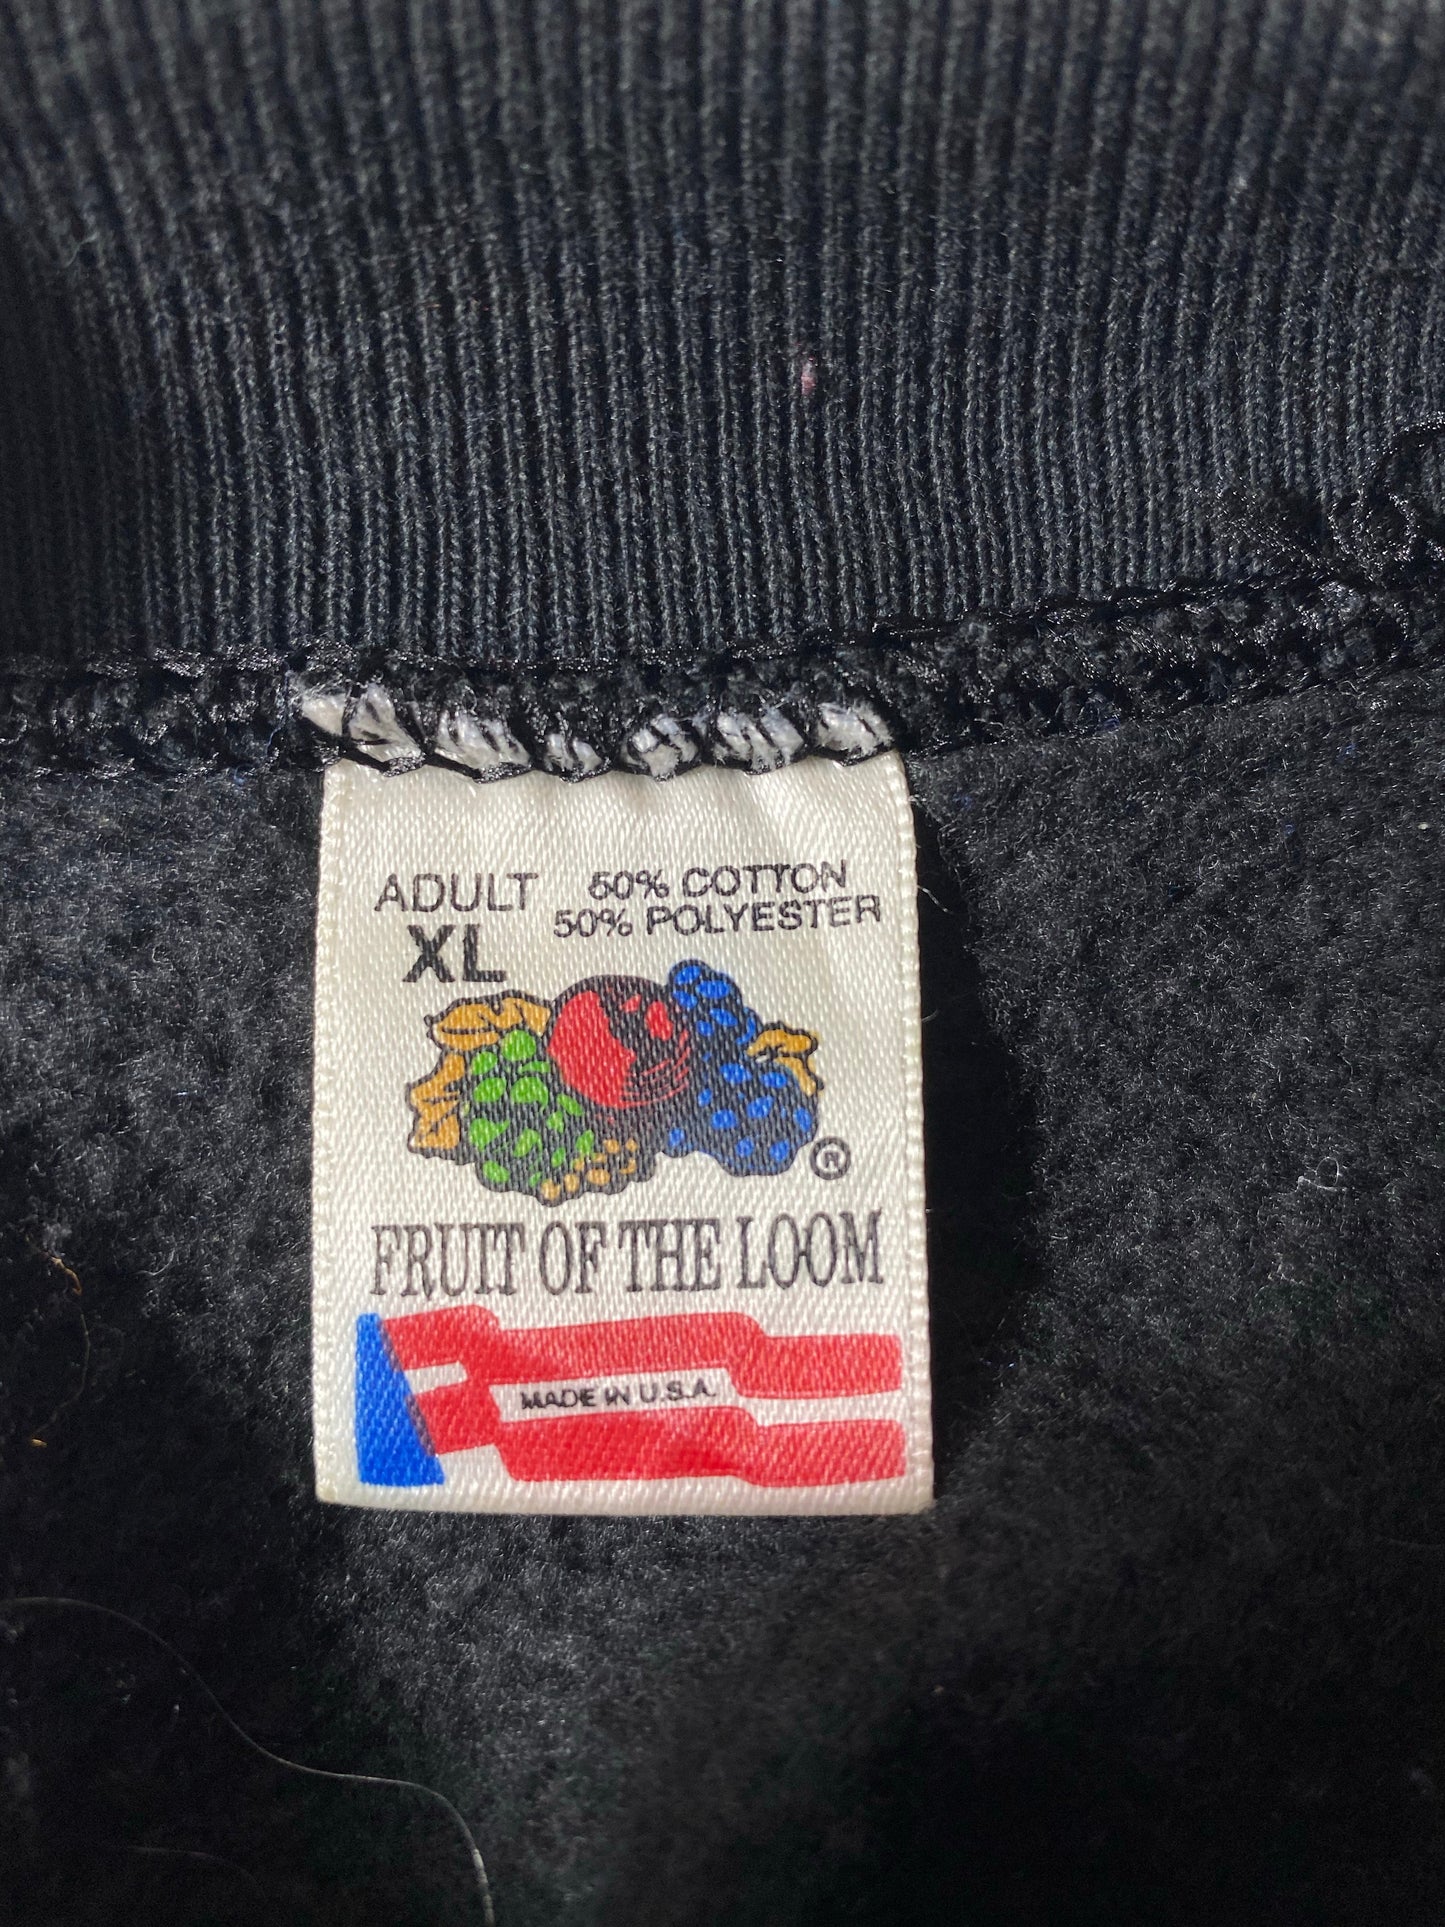 ADULT 50% COTTON
XL 50% POLYESTER
®
FRUIT OF THE LOOM
MADE IN U.S.A.